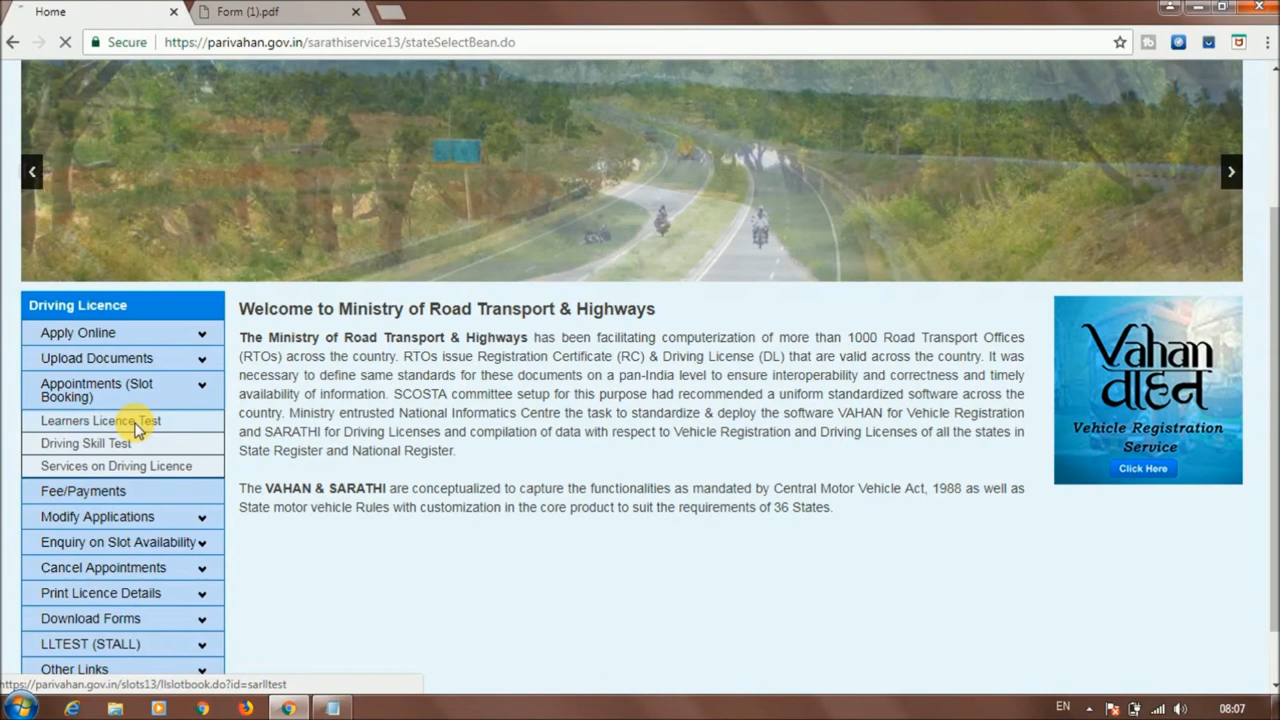 Home
Form (1).pdf
Secure
https://parivahan.gov.in/sarathiservice13/stateSelectBean.do
Driving Licence
Apply Online
Upload Documents
Appointments (Slot
Booking)
Learners Licence Test
Driving Skill Test
Services on Driving Licence
Fee/Payments
Modify Applications
Enquiry on Slot Availability
Cancel Appointments
Print Licence Details
Download Forms
LLTEST (STALL)
Other Links
Welcome to Ministry of Road Transport & Highways
The Ministry of Road Transport & Highways has been facilitating computerization of more than 1000 Road Transport Offices
(RTOs) across the country. RTOs issue Registration Certificate (RC) & Driving License (DL) that are valid across the country. It was
necessary to define same standards for these documents on a pan-India level to ensure interoperability and correctness and timely
availability of information. SCOSTA committee setup for this purpose had recommended a uniform standardized software across the
country. Ministry entrusted National Informatics Centre the task to standardize & deploy the software VAHAN for Vehicle Registration
and SARATHI for Driving Licenses and compilation of data with respect to Vehicle Registration and Driving Licenses of all the states in
State Register and National Register.
The VAHAN & SARATHI are conceptualized to capture the functionalities as mandated by Central Motor Vehicle Act, 1988 as well as
State motor vehicle Rules with customization in the core product to suit the requirements of 36 States.
Vahan
वाहन
Vehicle Registration
Service
Click Here
https://parivahan.gov.in/slots13/llslotbook.do?id=sarlltest
EN
08:07